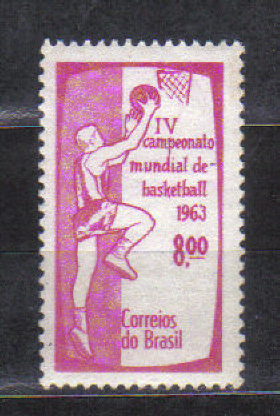 IV
campeonato
mundial de
basketball
1963
8,00
Correios
do Brasil